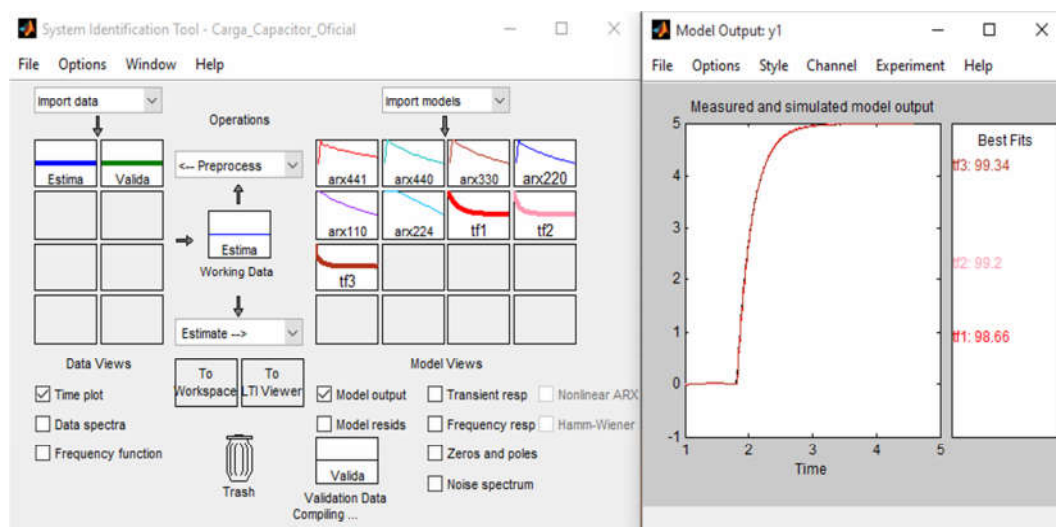 System Identification Tool - Carga_Capacitor_Oficial
File Options Window Help
Import data
Import models
Operations
Estima Valida
<-- Preprocess
arx441 arx440 arx330 arx220
arx110 arx224 tf1 tf2
Estima
Working Data
tf3
Estimate -->
Data Views
Model Views
To Workspace
To LTI Viewer
Time plot
Data spectra
Frequency function
Model output Transient resp Nonlinear ARX
Model resids Frequency resp Hamm-Wiener
Zeros and poles
Noise spectrum
Trash
Valida
Validation Data
Compiling ...
Model Output: y1
File Options Style Channel Experiment Help
Measured and simulated model output
5
4
3
2
1
0
-1
1 2 3 4 5
Time
Best Fits
tf3: 99.34
tf2: 99.2
tf1: 98.66